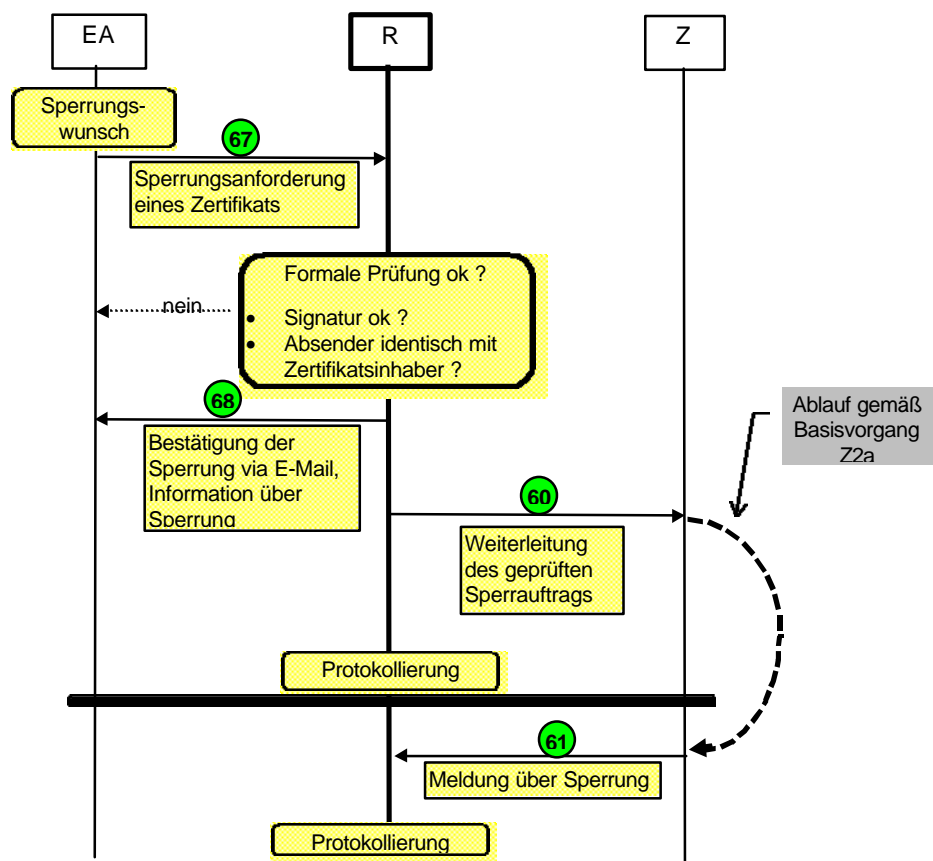 EA
R
Z
Sperrungs-
wunsch
67
Sperrungsanforderung
eines Zertifikats
Formale Prüfung ok ?
nein
• Signatur ok ?
• Absender identisch mit
Zertifikatsinhaber ?
68
Bestätigung der
Sperrung via E-Mail,
Information über
Sperrung
Ablauf gemäß
Basisvorgang
Z2a
60
Weiterleitung
des geprüften
Sperrauftrags
Protokollierung
61
Meldung über Sperrung
Protokollierung